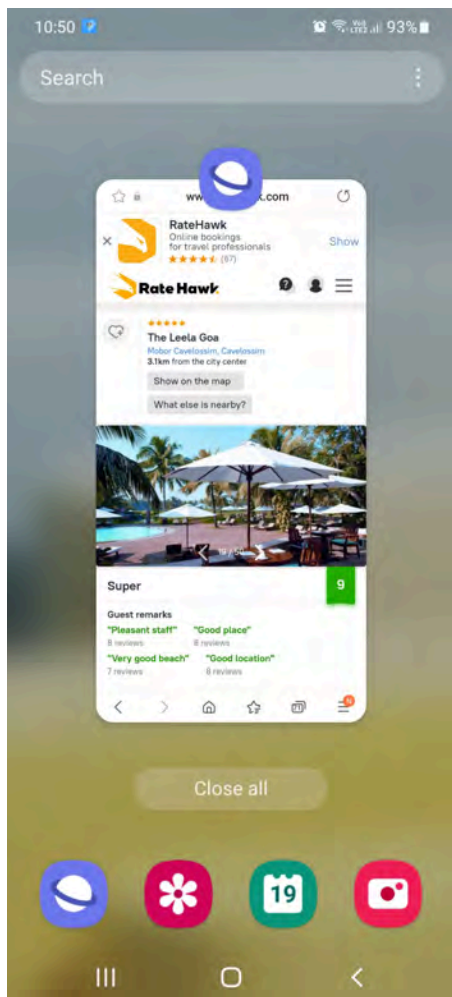 10:50
93%
Search
RateHawk
Online bookings
for travel professionals
(67)
Show
Rate Hawk
The Leela Goa
Mobor Cavelossim, Cavelossim
3.1km from the city center
Show on the map
What else is nearby?
Super
9
Guest remarks
"Pleasant staff" "Good place"
8 reviews 8 reviews
"Very good beach" "Good location"
7 reviews 6 reviews
Close all
19